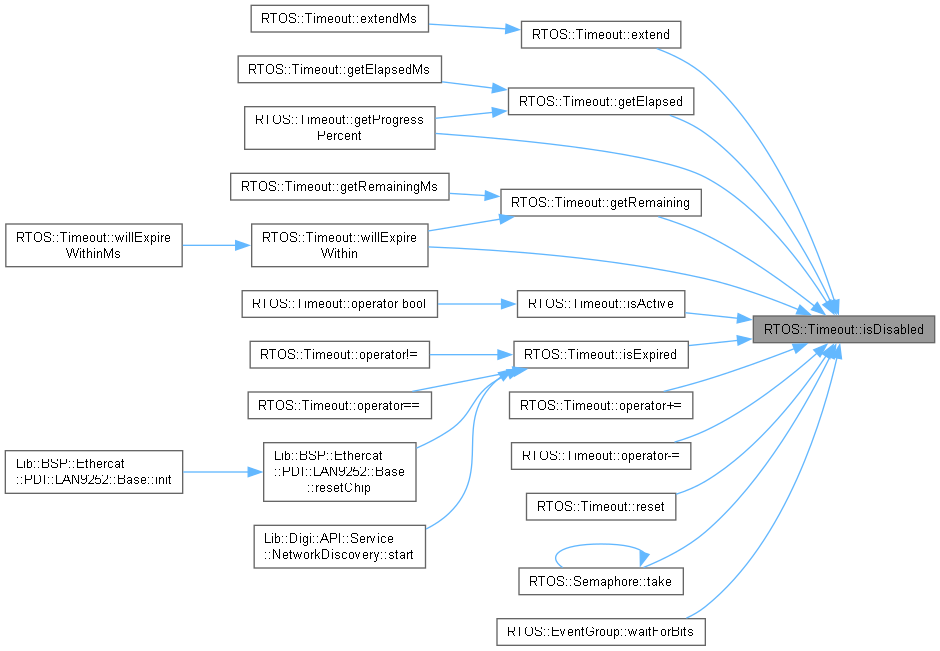 RTOS::Timeout::extendMs
RTOS::Timeout::extend
RTOS::Timeout::getElapsedMs
RTOS::Timeout::getElapsed
RTOS::Timeout::getProgress
Percent
RTOS::Timeout::getRemainingMs
RTOS::Timeout::getRemaining
RTOS::Timeout::willExpire
WithinMs
RTOS::Timeout::willExpire
Within
RTOS::Timeout::operator bool
RTOS::Timeout::isActive
RTOS::Timeout::isDisabled
RTOS::Timeout::operator!=
RTOS::Timeout::isExpired
RTOS::Timeout::operator==
RTOS::Timeout::operator+=
RTOS::Timeout::operator-=
Lib::BSP::Ethercat
::PDI::LAN9252::Base::init
Lib::BSP::Ethercat
::PDI::LAN9252::Base
::resetChip
RTOS::Timeout::reset
Lib::Digi::API::Service
::NetworkDiscovery::start
RTOS::Semaphore::take
RTOS::EventGroup::waitForBits